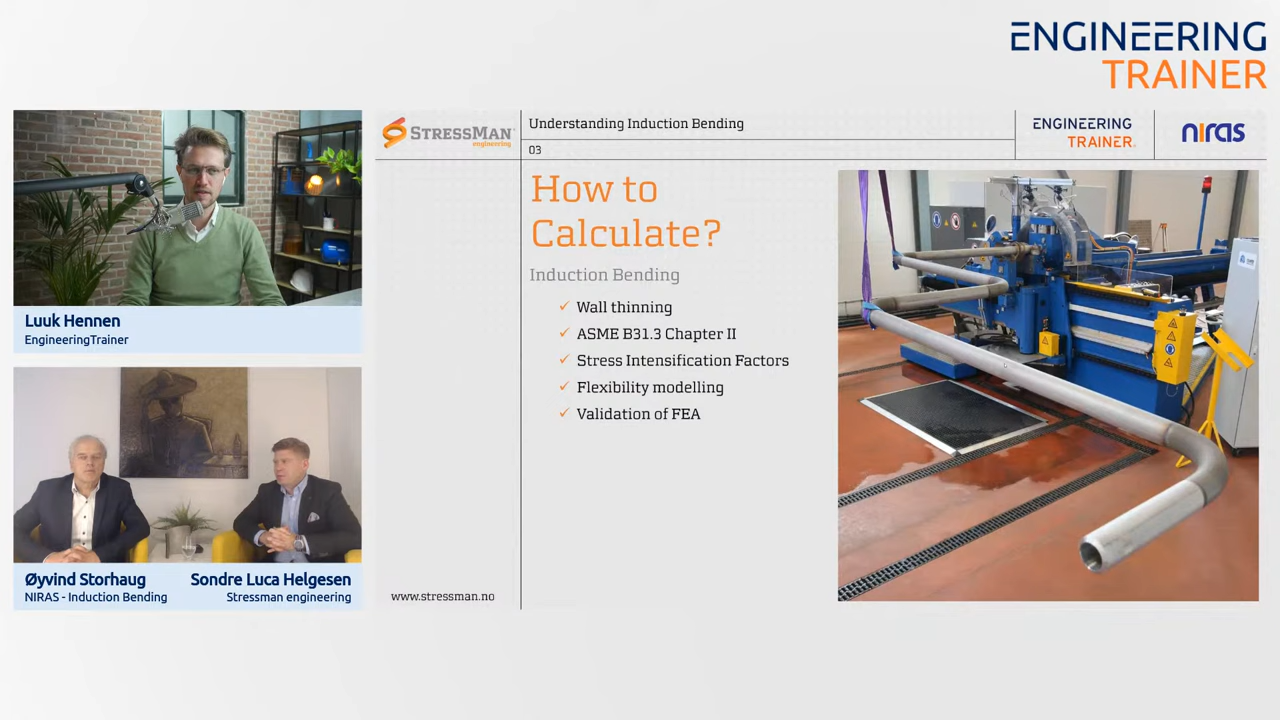 ENGINEERING
TRAINER
Luuk Hennen
EngineeringTrainer
Øyvind Storhaug
NIRAS - Induction Bending
Sondre Luca Helgesen
Stressman engineering
STRESSMAN
engineering
www.stressman.no
Understanding Induction Bending
03
ENGINEERING
TRAINER
niras
How to
Calculate?
Induction Bending
✓ Wall thinning
✓ ASME B31.3 Chapter II
✓ Stress Intensification Factors
✓ Flexibility modelling
✓ Validation of FEA